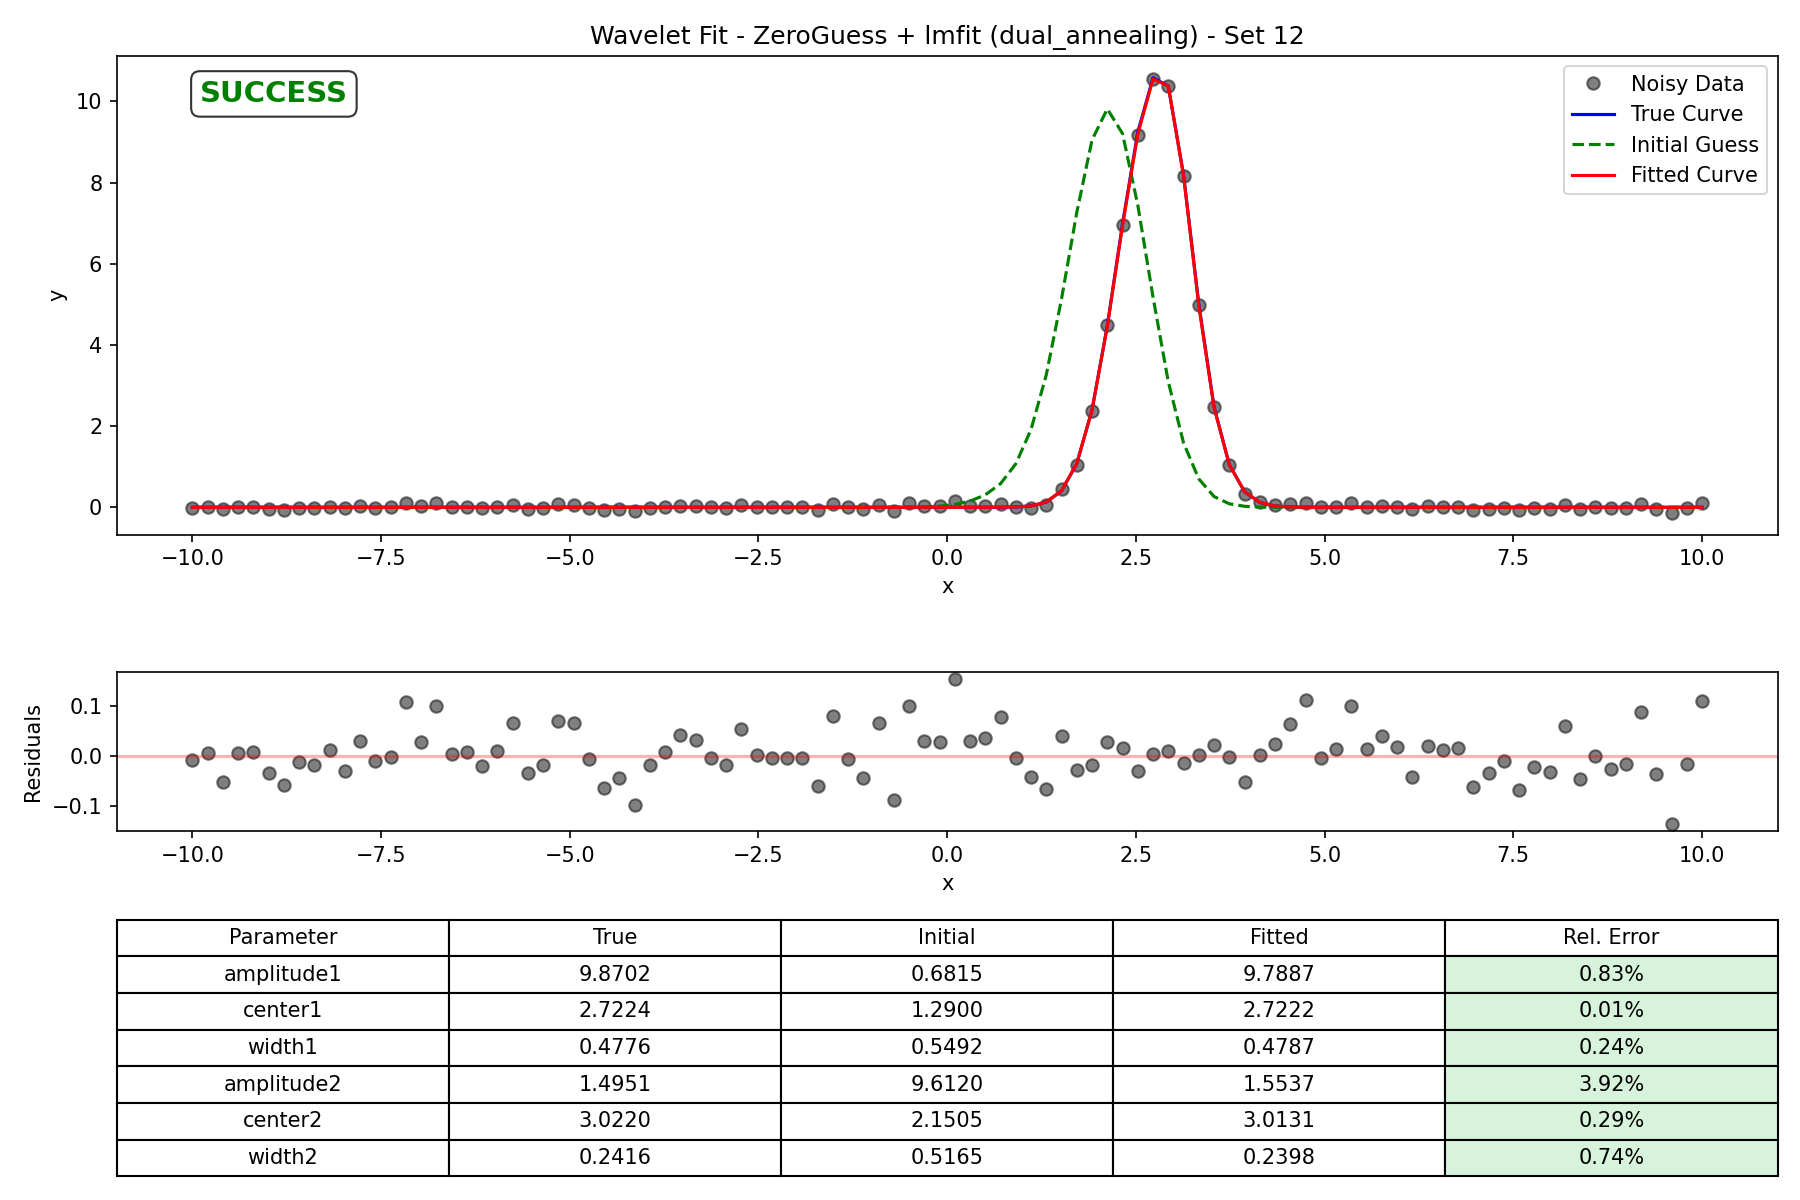 Wavelet Fit - ZeroGuess + lmfit (dual_annealing) - Set 12
SUCCESS
Noisy Data
True Curve
Initial Guess
Fitted Curve
y
10
8
6
4
2
0
−10.0 −7.5 −5.0 −2.5 0.0 2.5 5.0 7.5 10.0
x
Residuals
0.1
0.0
−0.1
−10.0 −7.5 −5.0 −2.5 0.0 2.5 5.0 7.5 10.0
x
Parameter True Initial Fitted Rel. Error
amplitude1 9.8702 0.6815 9.7887 0.83%
center1 2.7224 1.2900 2.7222 0.01%
width1 0.4776 0.5492 0.4787 0.24%
amplitude2 1.4951 9.6120 1.5537 3.92%
center2 3.0220 2.1505 3.0131 0.29%
width2 0.2416 0.5165 0.2398 0.74%